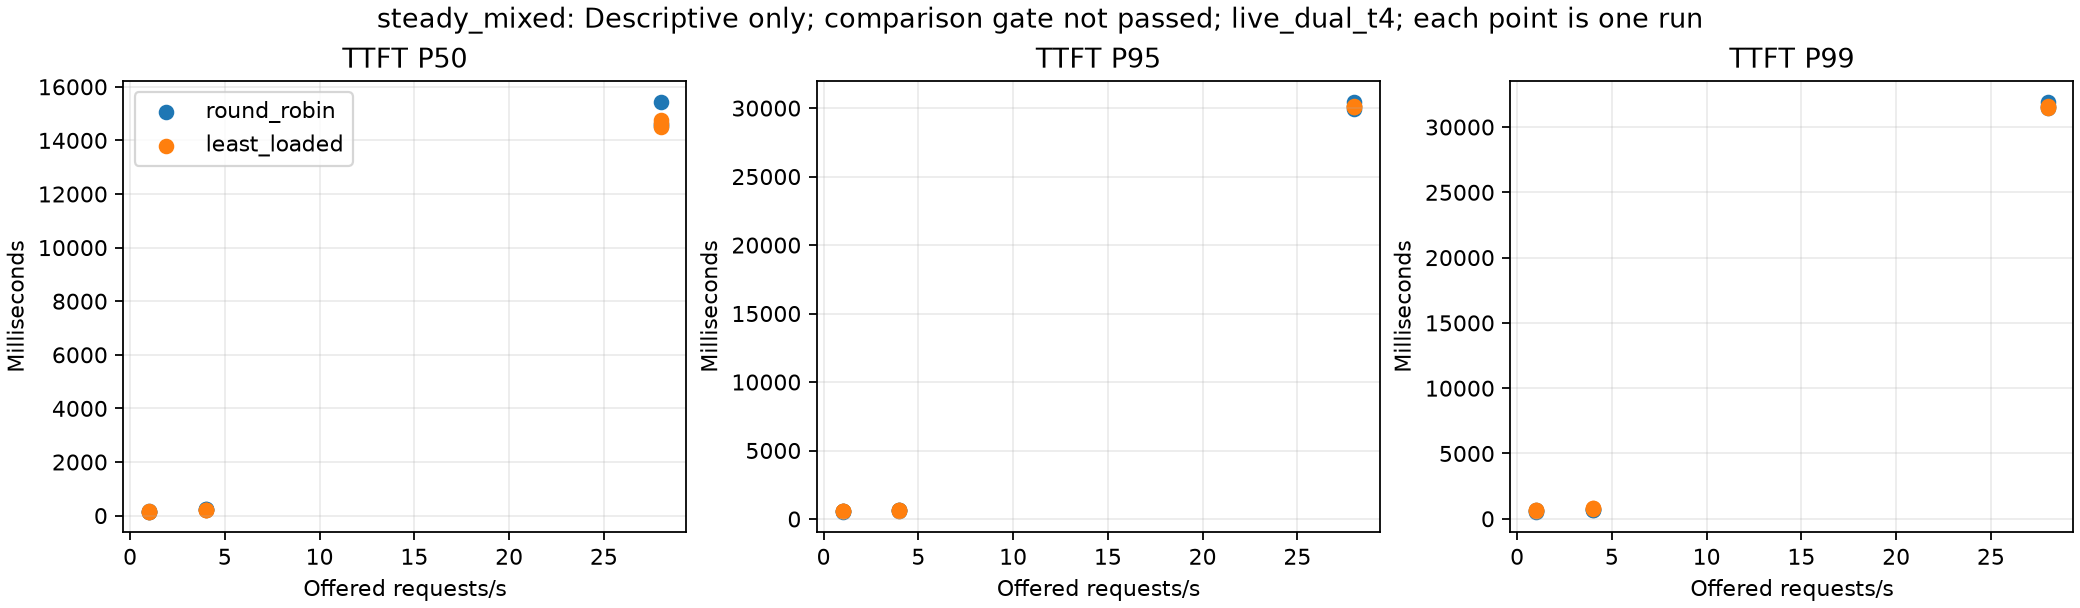 steady_mixed: Descriptive only; comparison gate not passed; live_dual_t4; each point is one run
TTFT P50
16000
14000
12000
10000
8000
6000
4000
2000
0
Milliseconds
round_robin
least_loaded
0 5 10 15 20 25
Offered requests/s
TTFT P95
30000
25000
20000
15000
10000
5000
0
Milliseconds
0 5 10 15 20 25
Offered requests/s
TTFT P99
30000
25000
20000
15000
10000
5000
0
Milliseconds
0 5 10 15 20 25
Offered requests/s